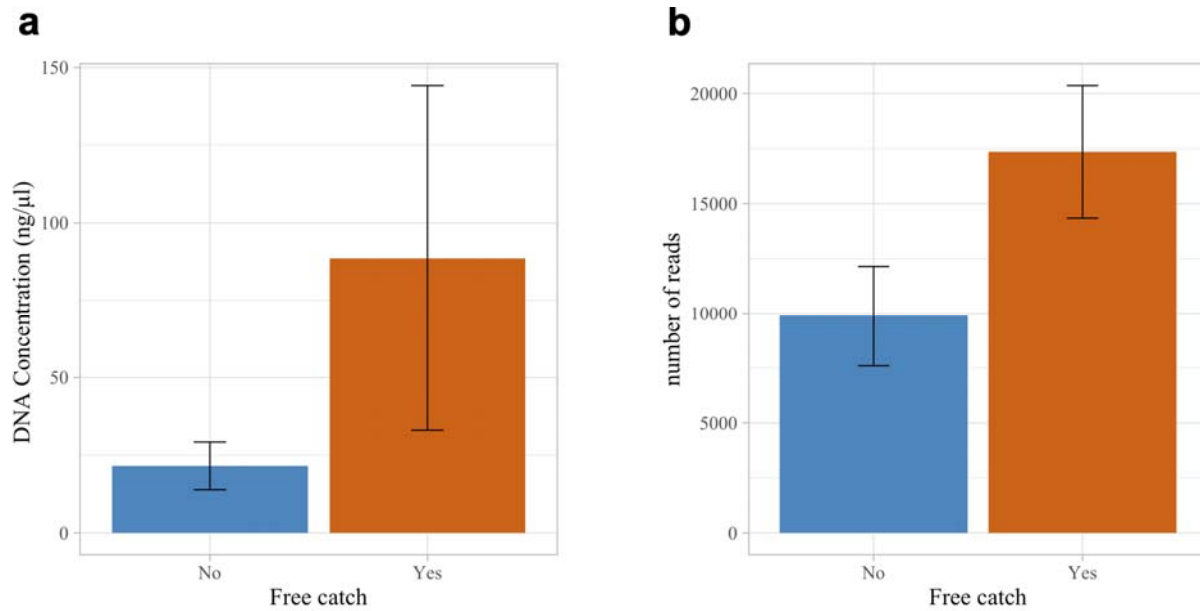 a
DNA Concentration (ng/µl)
150
100
50
0
No
Yes
Free catch
b
number of reads
20000
15000
10000
5000
0
No
Yes
Free catch